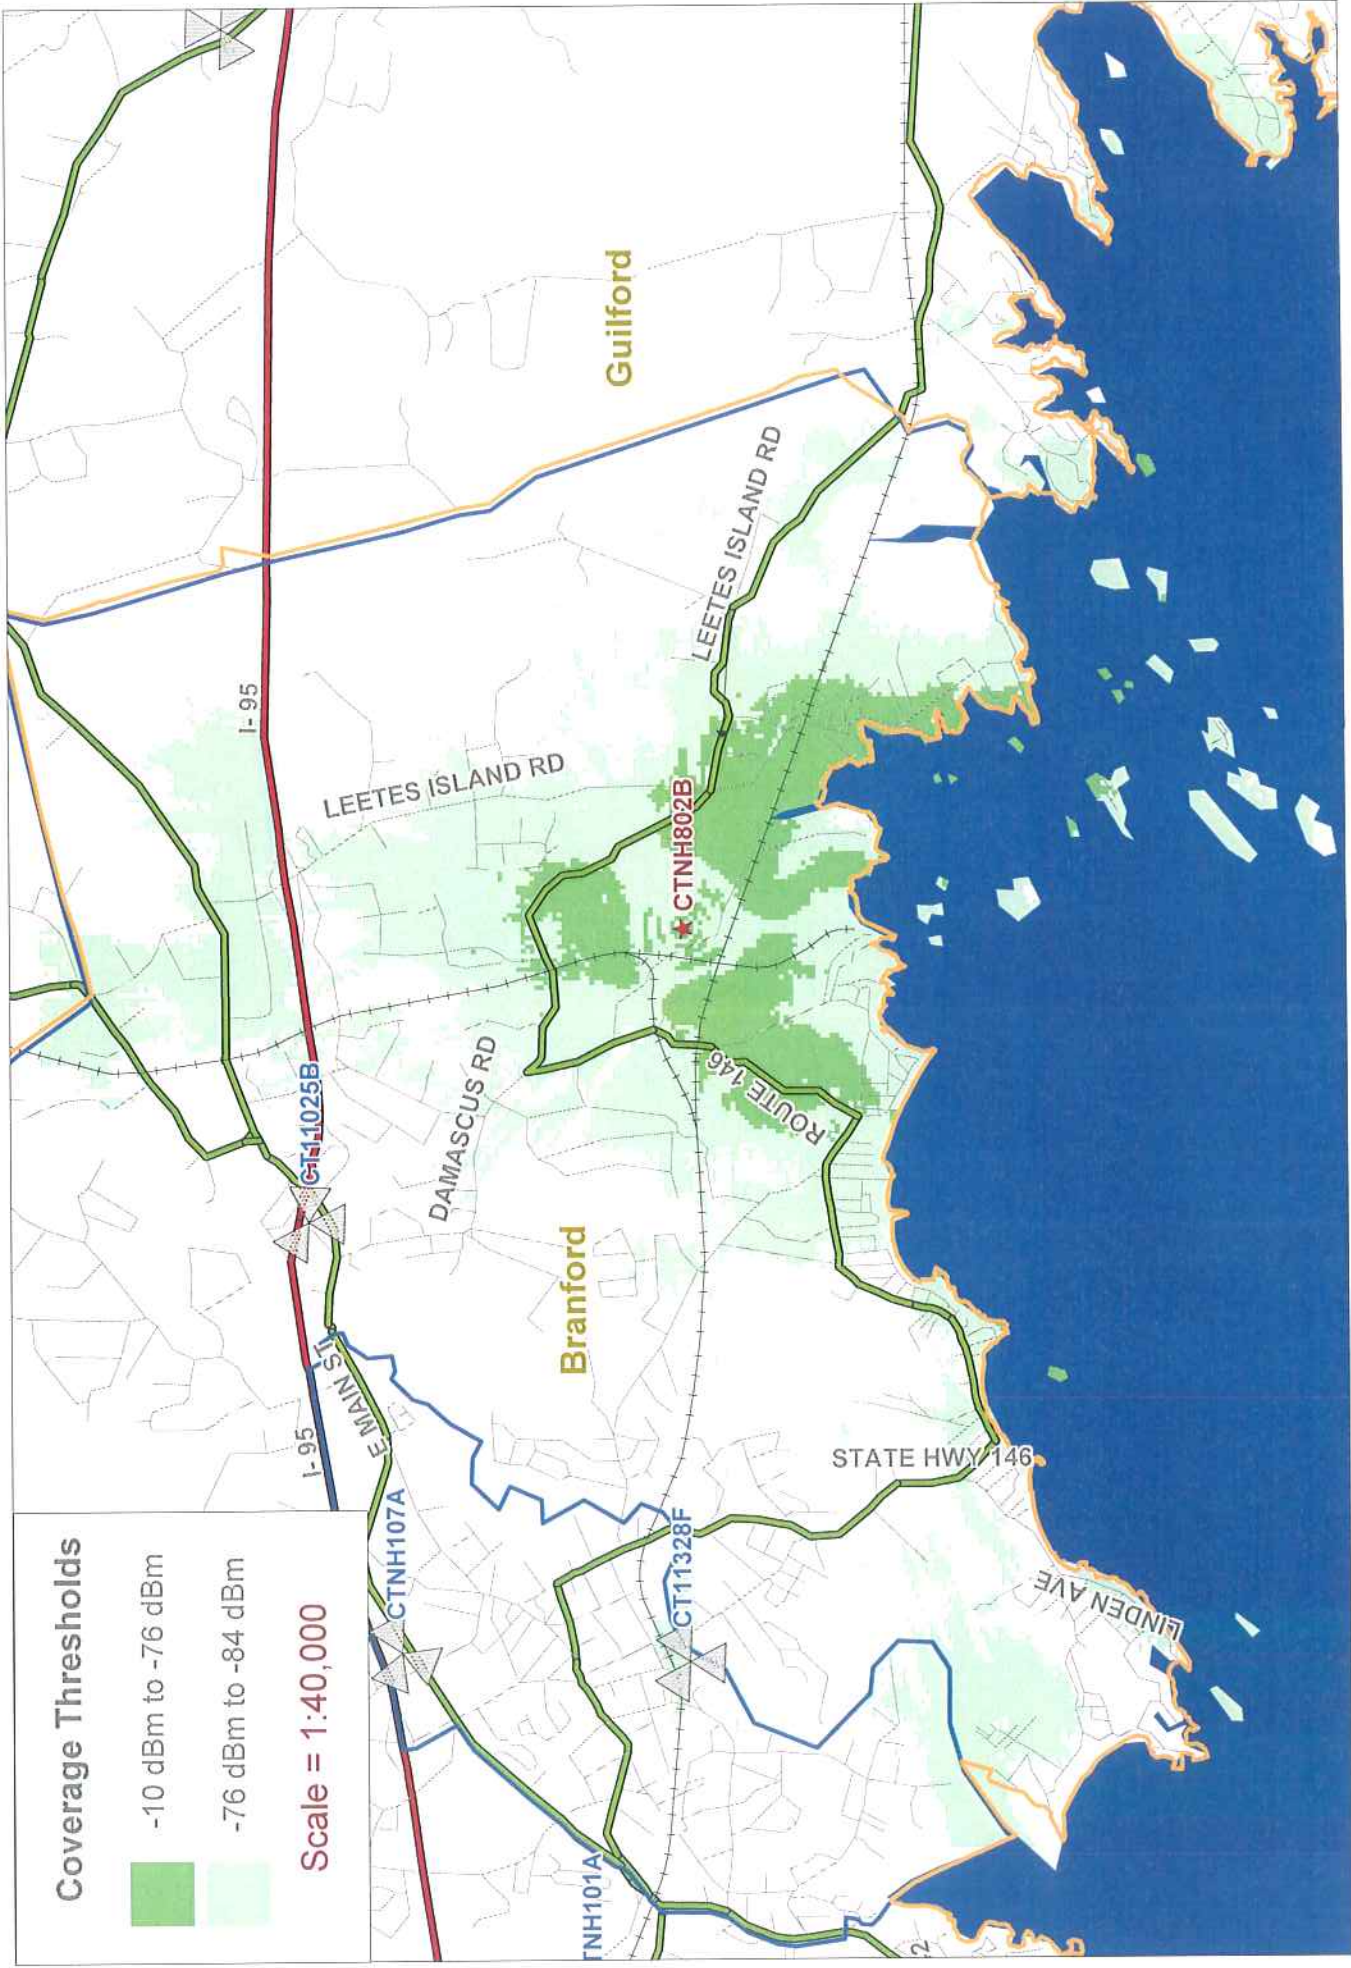 Coverage Thresholds
-10 dBm to -76 dBm
-76 dBm to -84 dBm
Scale = 1:40,000
I- 95
E MAIN ST
CT11025B
I- 95
CTNH107A
LEETES ISLAND RD
DAMASCUS RD
Branford
Guilford
TNH101A
CT11328F
CTNH802B
LEETES ISLAND RD
ROUTE 146
STATE HWY 146
LINDEN AVE